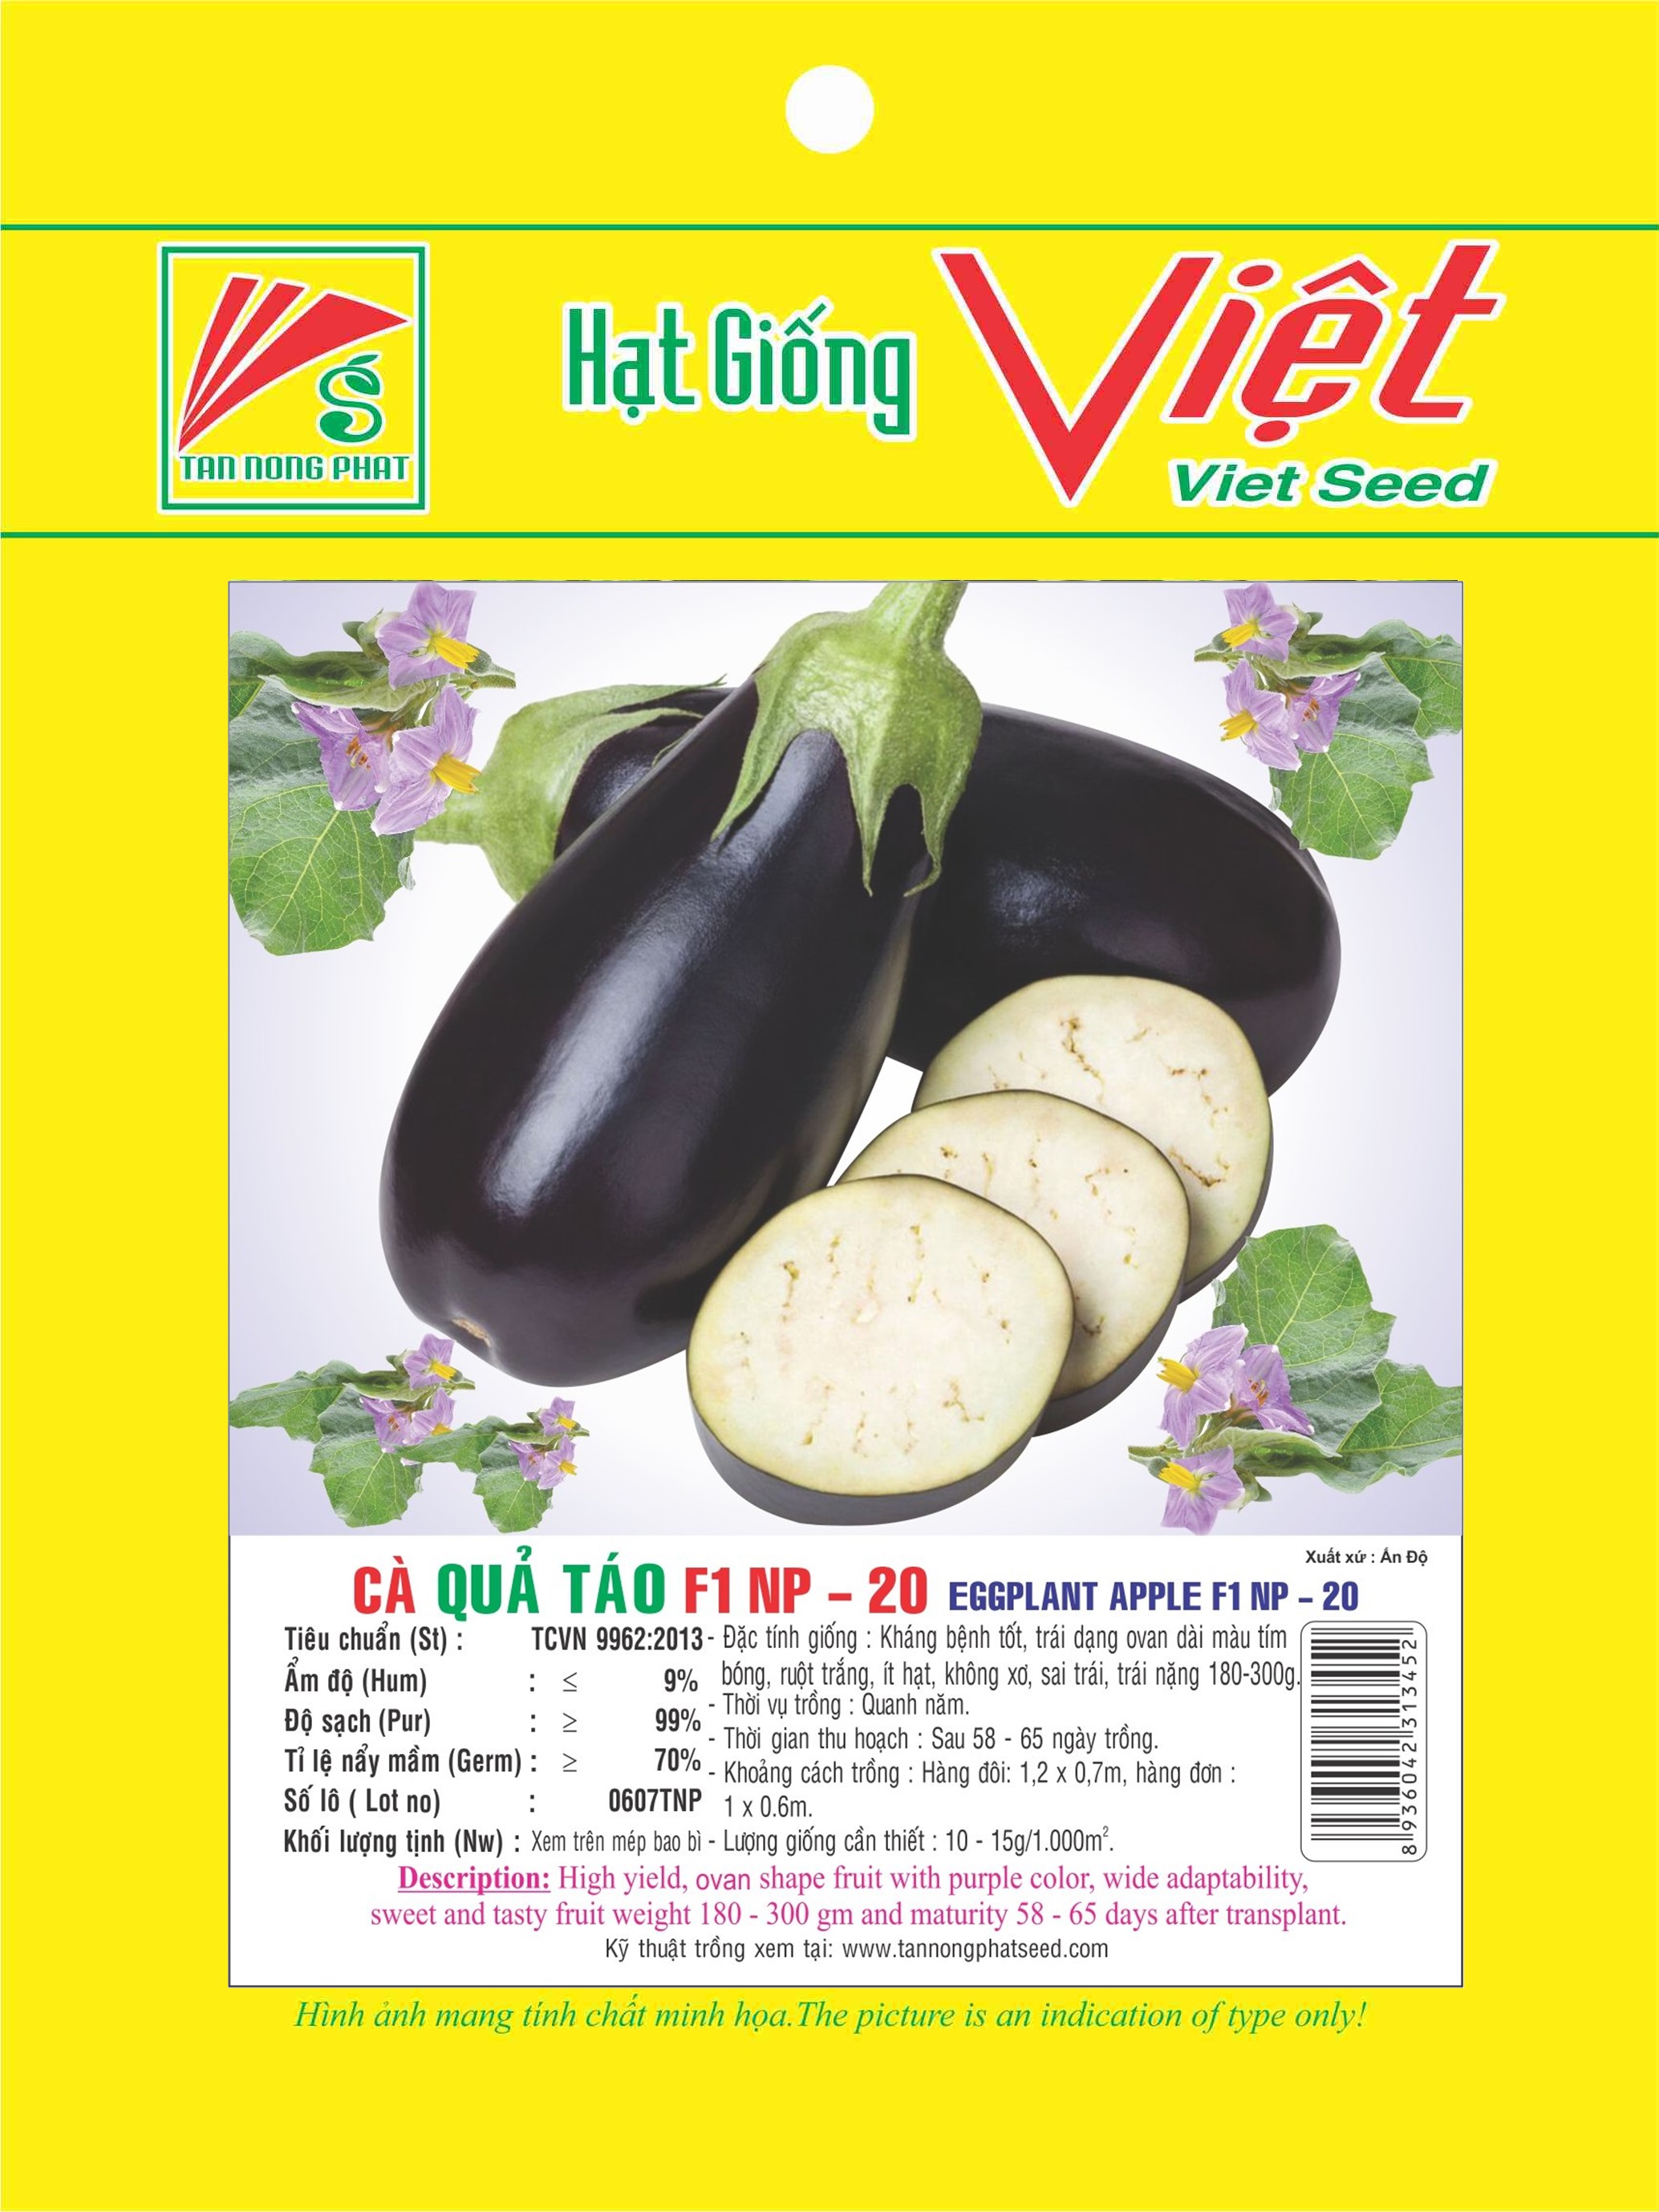 TAN NONG PHAT
Hạt Giống Việt
Viet Seed
Xuất xứ : Ấn Độ
CÀ QUẢ TÁO F1 NP – 20 EGGPLANT APPLE F1 NP – 20
Tiêu chuẩn (St) : TCVN 9962:2013
Ẩm độ (Hum) : ≤ 9%
Độ sạch (Pur) : ≥ 99%
Tỉ lệ nẩy mầm (Germ) : ≥ 70%
Số lô ( Lot no) : 0607TNP
Khối lượng tịnh (Nw) : Xem trên mép bao bì
- Đặc tính giống : Kháng bệnh tốt, trái dạng ovan dài màu tím
bóng, ruột trắng, ít hạt, không xơ, sai trái, trái nặng 180-300g.
- Thời vụ trồng : Quanh năm.
- Thời gian thu hoạch : Sau 58 - 65 ngày trồng.
- Khoảng cách trồng : Hàng đôi: 1,2 x 0,7m, hàng đơn :
1 x 0.6m.
- Lượng giống cần thiết : 10 - 15g/1.000m².
8936042313452
Description: High yield, ovan shape fruit with purple color, wide adaptability,
sweet and tasty fruit weight 180 - 300 gm and maturity 58 - 65 days after transplant.
Kỹ thuật trồng xem tại: www.tannongphatseed.com
Hình ảnh mang tính chất minh họa.The picture is an indication of type only!